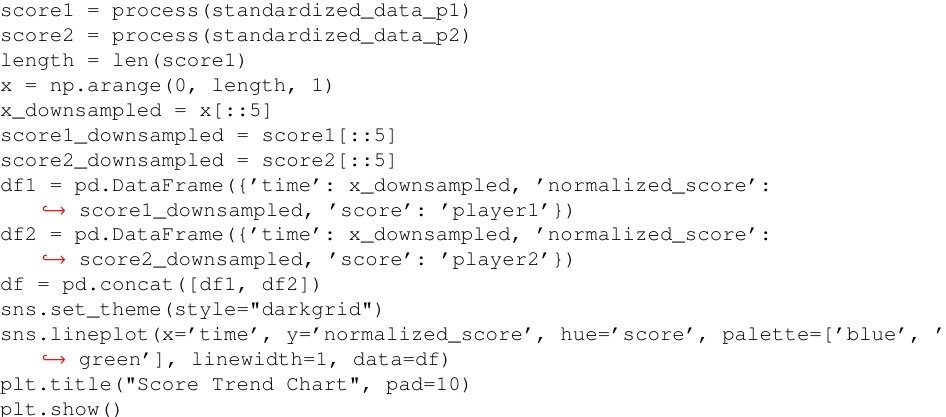 score1 = process(standardized_data_p1)
score2 = process(standardized_data_p2)
length = len(score1)
x = np.arange(0, length, 1)
x_downsampled = x[::5]
score1_downsampled = score1[::5]
score2_downsampled = score2[::5]
df1 = pd.DataFrame({'time': x_downsampled, 'normalized_score':
↪ score1_downsampled, 'score': 'player1'})
df2 = pd.DataFrame({'time': x_downsampled, 'normalized_score':
↪ score2_downsampled, 'score': 'player2'})
df = pd.concat([df1, df2])
sns.set_theme(style="darkgrid")
sns.lineplot(x='time', y='normalized_score', hue='score', palette=['blue', '
↪ green'], linewidth=1, data=df)
plt.title("Score Trend Chart", pad=10)
plt.show()